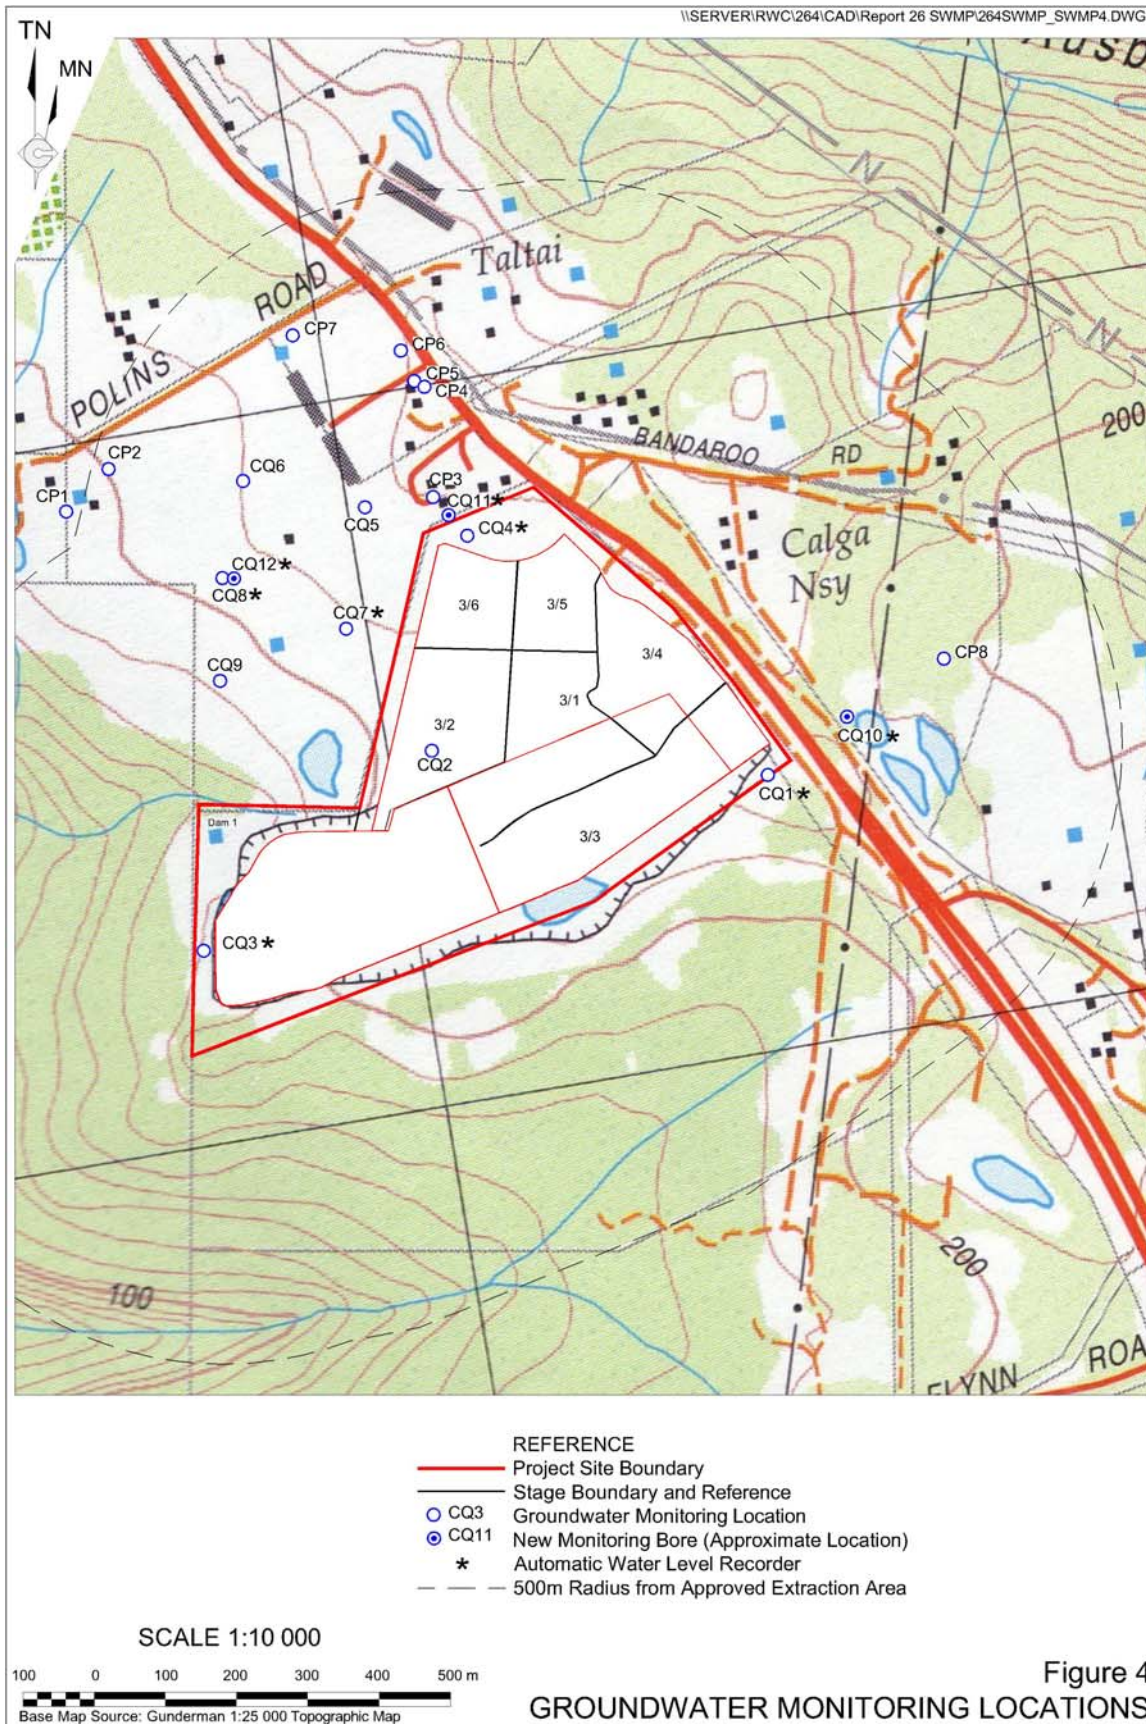 \\SERVER\RWC\264\CAD\Report 26 SWMP\264SWMP_SWMP4.DWG
TN
MN
N
Taltai
ROAD
POLINS
CP7
CP6
CP5
CP4
N
200
BANDAROO
RD
CP2
CQ6
CP1
CP3
CQ11*
CQ5
CQ4*
Calga
Nsy
CQ12*
CQ8*
3/6
3/5
CQ7*
3/4
CP8
CQ9
3/1
3/2
CQ10*
CQ2
CQ1*
Dam 1
3/3
CQ3*
200
100
FLYNN
ROA
REFERENCE
Project Site Boundary
Stage Boundary and Reference
CQ3 Groundwater Monitoring Location
CQ11 New Monitoring Bore (Approximate Location)
* Automatic Water Level Recorder
500m Radius from Approved Extraction Area
SCALE 1:10 000
100 0 100 200 300 400 500 m
Base Map Source: Gunderman 1:25 000 Topographic Map
Figure 4
GROUNDWATER MONITORING LOCATIONS